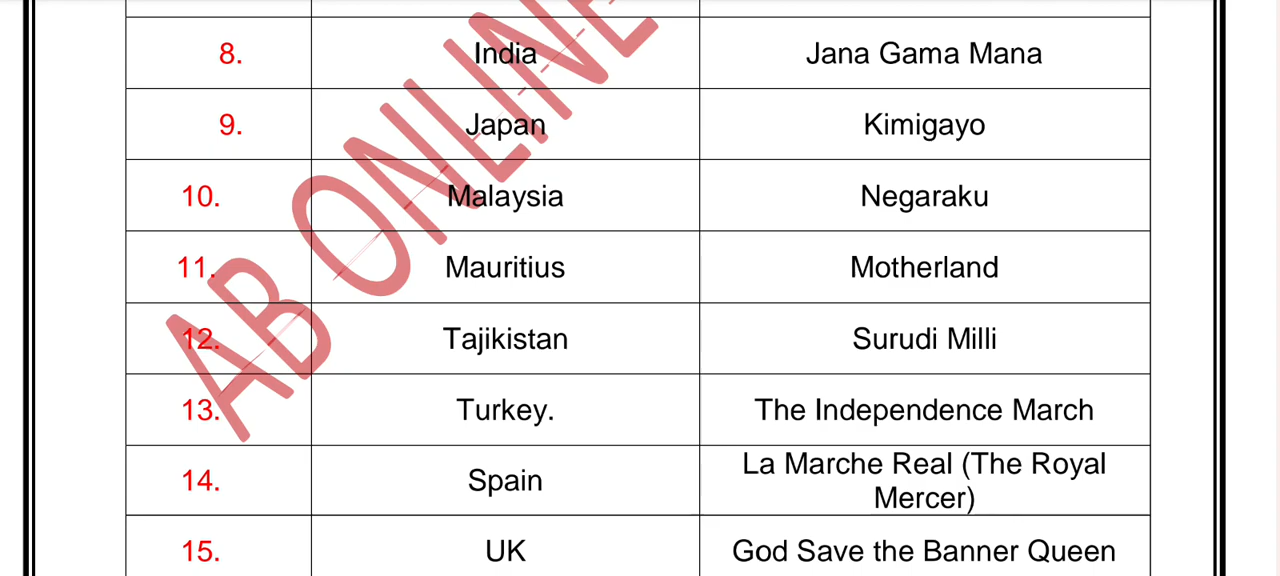 8. India Jana Gama Mana
9. Japan Kimigayo
10. Malaysia Negaraku
11. Mauritius Motherland
12. Tajikistan Surudi Milli
13. Turkey. The Independence March
14. Spain La Marche Real (The Royal
Mercer)
15. UK God Save the Banner Queen
AB ONLINE